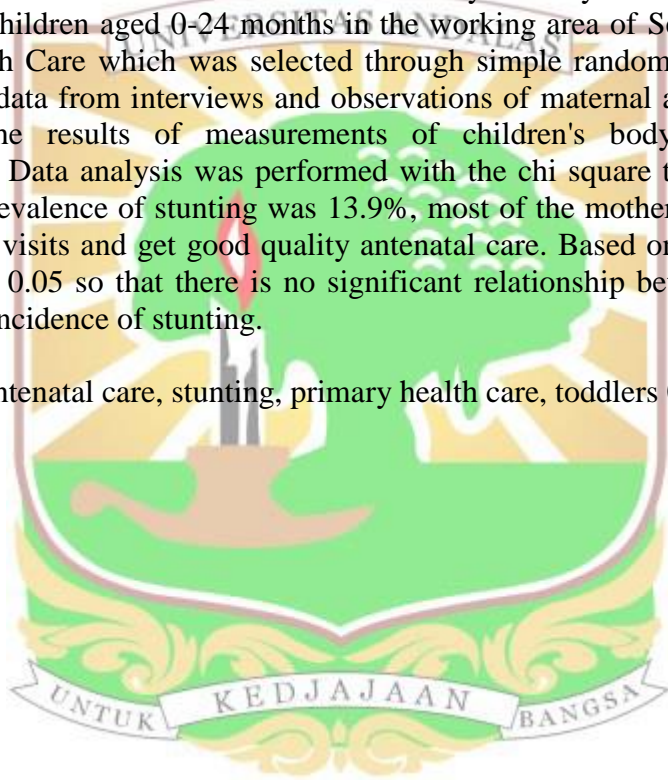 hildren aged 0-24 months in the working area of S
UNIVERSITAS ANDALAS
h Care which was selected through simple random
data from interviews and observations of maternal a
he results of measurements of children's body
Data analysis was performed with the chi square t
evalence of stunting was 13.9%, most of the mother
visits and get good quality antenatal care. Based on
0.05 so that there is no significant relationship be
ncidence of stunting.
ntenatal care, stunting, primary health care, toddlers
UNTUK KEDJAJAAN BANGSA